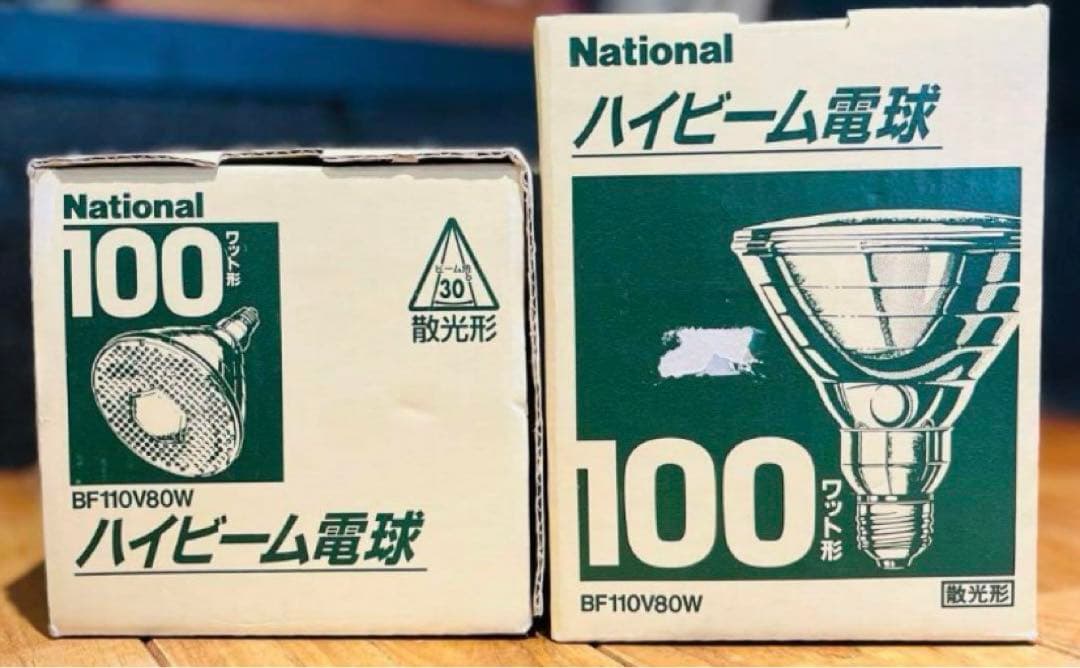 National
100
ワット形
ビーム角
30°
散光形
BF110V80W
ハイビーム電球
National
ハイビーム電球
100
ワット形
BF110V80W
散光形